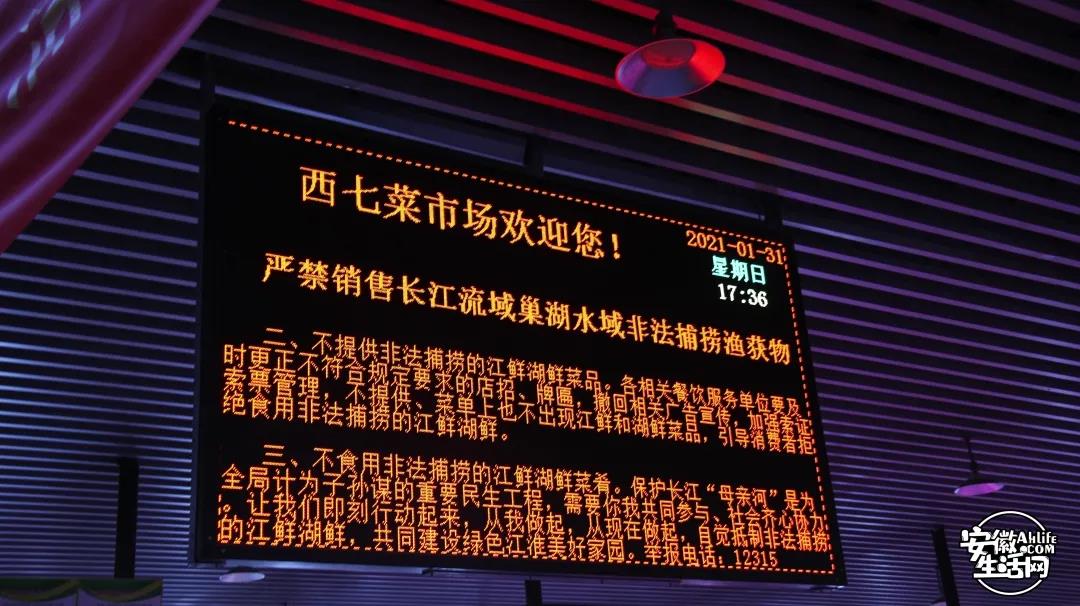 西七菜市场欢迎您！
2021-01-31
星期日
17:36
严禁销售长江流域巢湖水域非法捕捞渔获物
二、不提供非法捕捞的江鲜湖鲜菜品。各相关餐饮服务单位要及
时更正不符合规定要求的店招、牌匾，撤回相关广告宣传，加强索证
索票管理，不提供、菜单上也不出现江鲜和湖鲜菜品，引导消费者拒
绝食用非法捕捞的江鲜湖鲜。
三、不食用非法捕捞的江鲜湖鲜菜肴。保护长江“母亲河”是为
全局计为子孙谋的重要民生工程，需要你我共同参与、社会齐心协力
。让我们即刻行动起来，从我做起，从现在做起，自觉抵制非法捕捞
的江鲜湖鲜，共同建设绿色江淮美好家园。举报电话：12315
安徽Ahlife
.COM
生活网